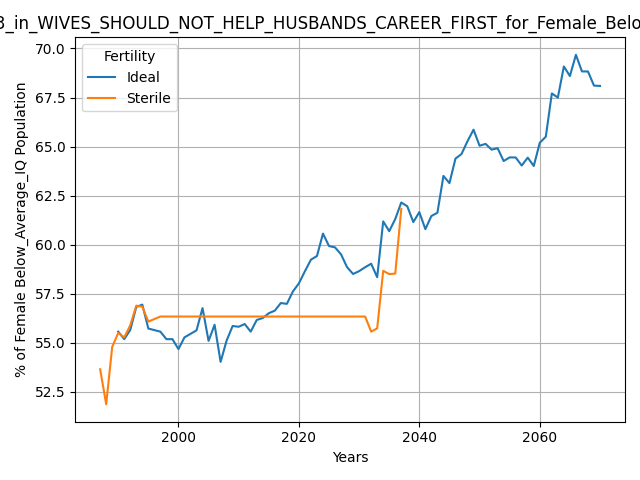 3_in_WIVES_SHOULD_NOT_HELP_HUSBANDS_CAREER_FIRST_for_Female_Belo
Fertility
Ideal
Sterile
% of Female Below_Average_IQ Population
70.0
67.5
65.0
62.5
60.0
57.5
55.0
52.5
2000
2020
2040
2060
Years